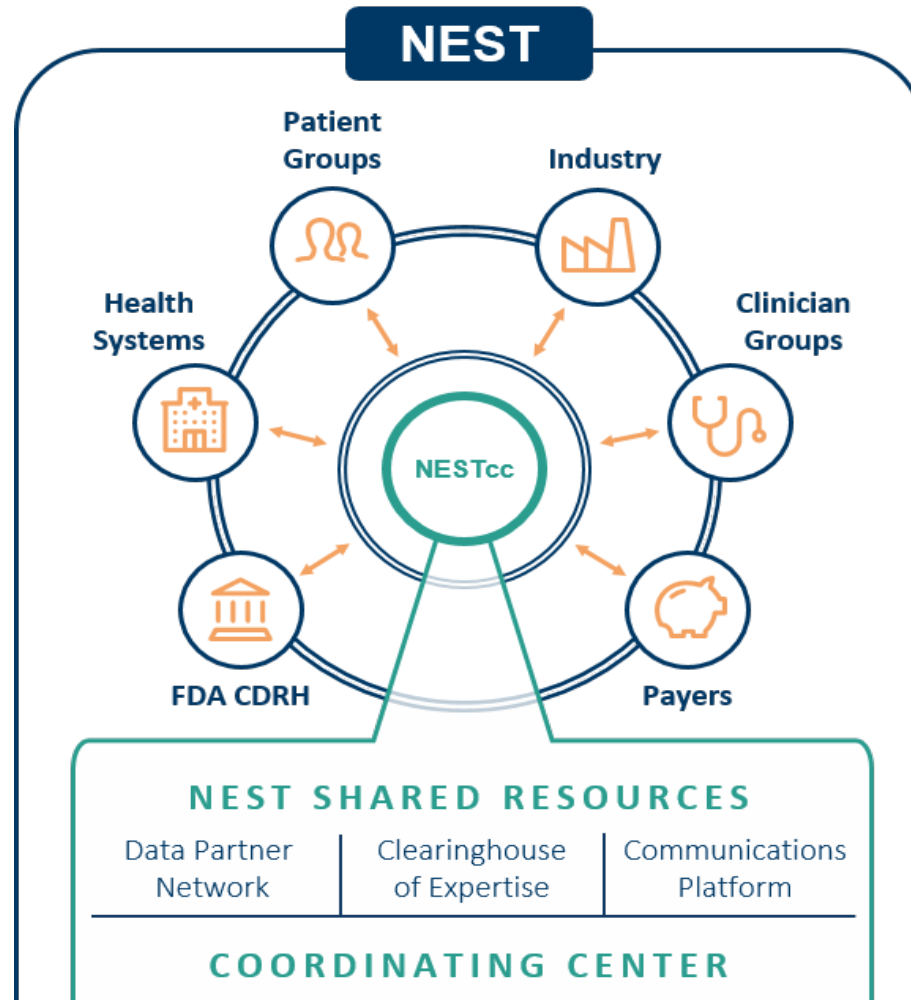 NEST
Patient
Groups
Industry
Health
Systems
Clinician
Groups
NESTcc
FDA CDRH
Payers
NEST SHARED RESOURCES
Data Partner
Network
Clearinghouse
of Expertise
Communications
Platform
COORDINATING CENTER